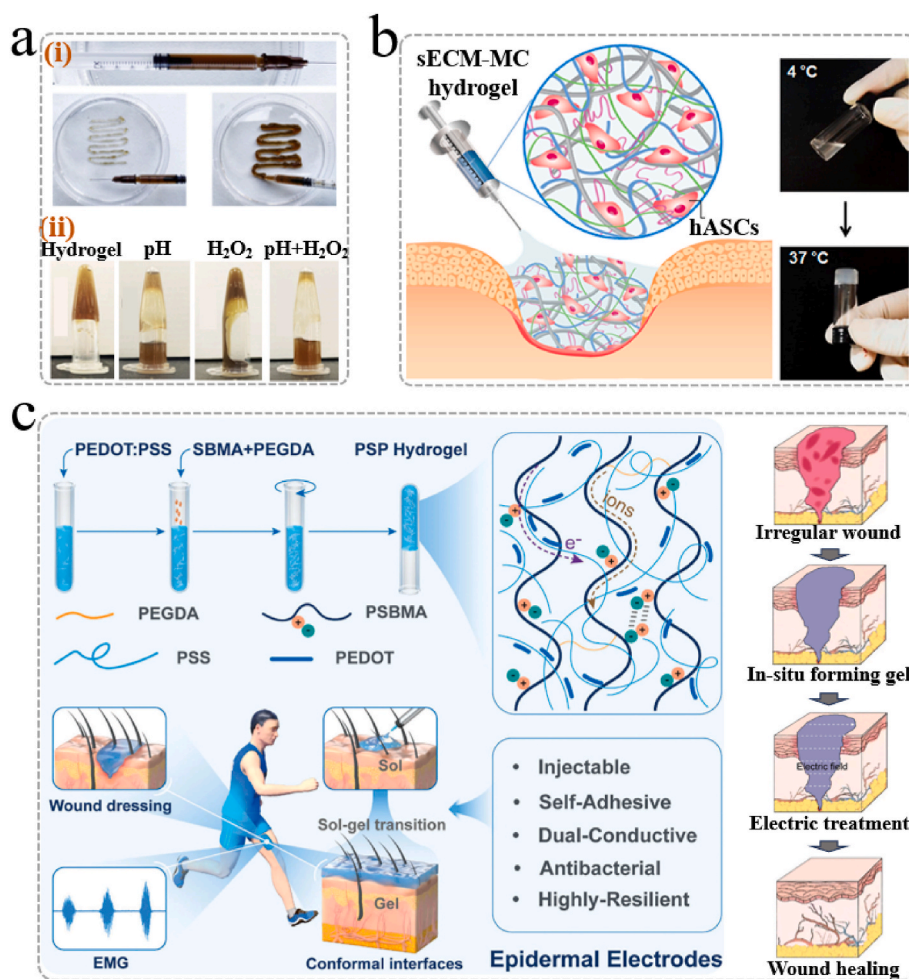 a
(i)
(ii)
Hydrogel
pH
H₂O₂
pH+H₂O₂
b
sECM-MC
hydrogel
hASCs
4 °C
37 °C
c
PEDOT:PSS
SBMA+PEGDA
PSP Hydrogel
PEGDA
PSBMA
PSS
PEDOT
ions
e-
Wound dressing
Sol
Sol-gel transition
Gel
EMG
Conformal interfaces
• Injectable
• Self-Adhesive
• Dual-Conductive
• Antibacterial
• Highly-Resilient
Epidermal Electrodes
Irregular wound
In-situ forming gel
Electric field
Electric treatment
Wound healing